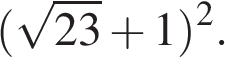 (√23 + 1)².